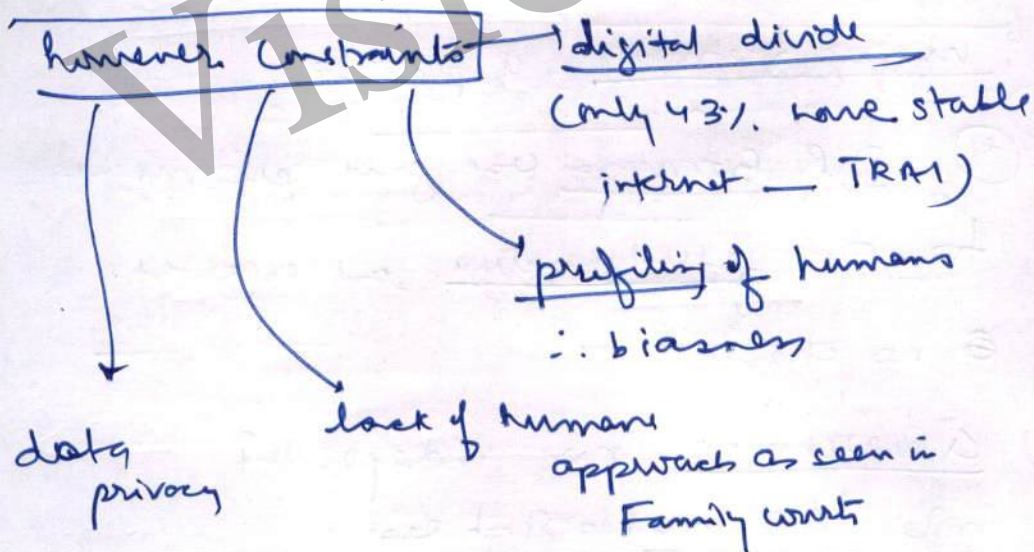 however Constraints → digital divide
(only 43%. have stable
internet — TRAI)
profiling of humans
∴ biasness
data
privacy
lack of humane
approach as seen in
Family courts
Vis